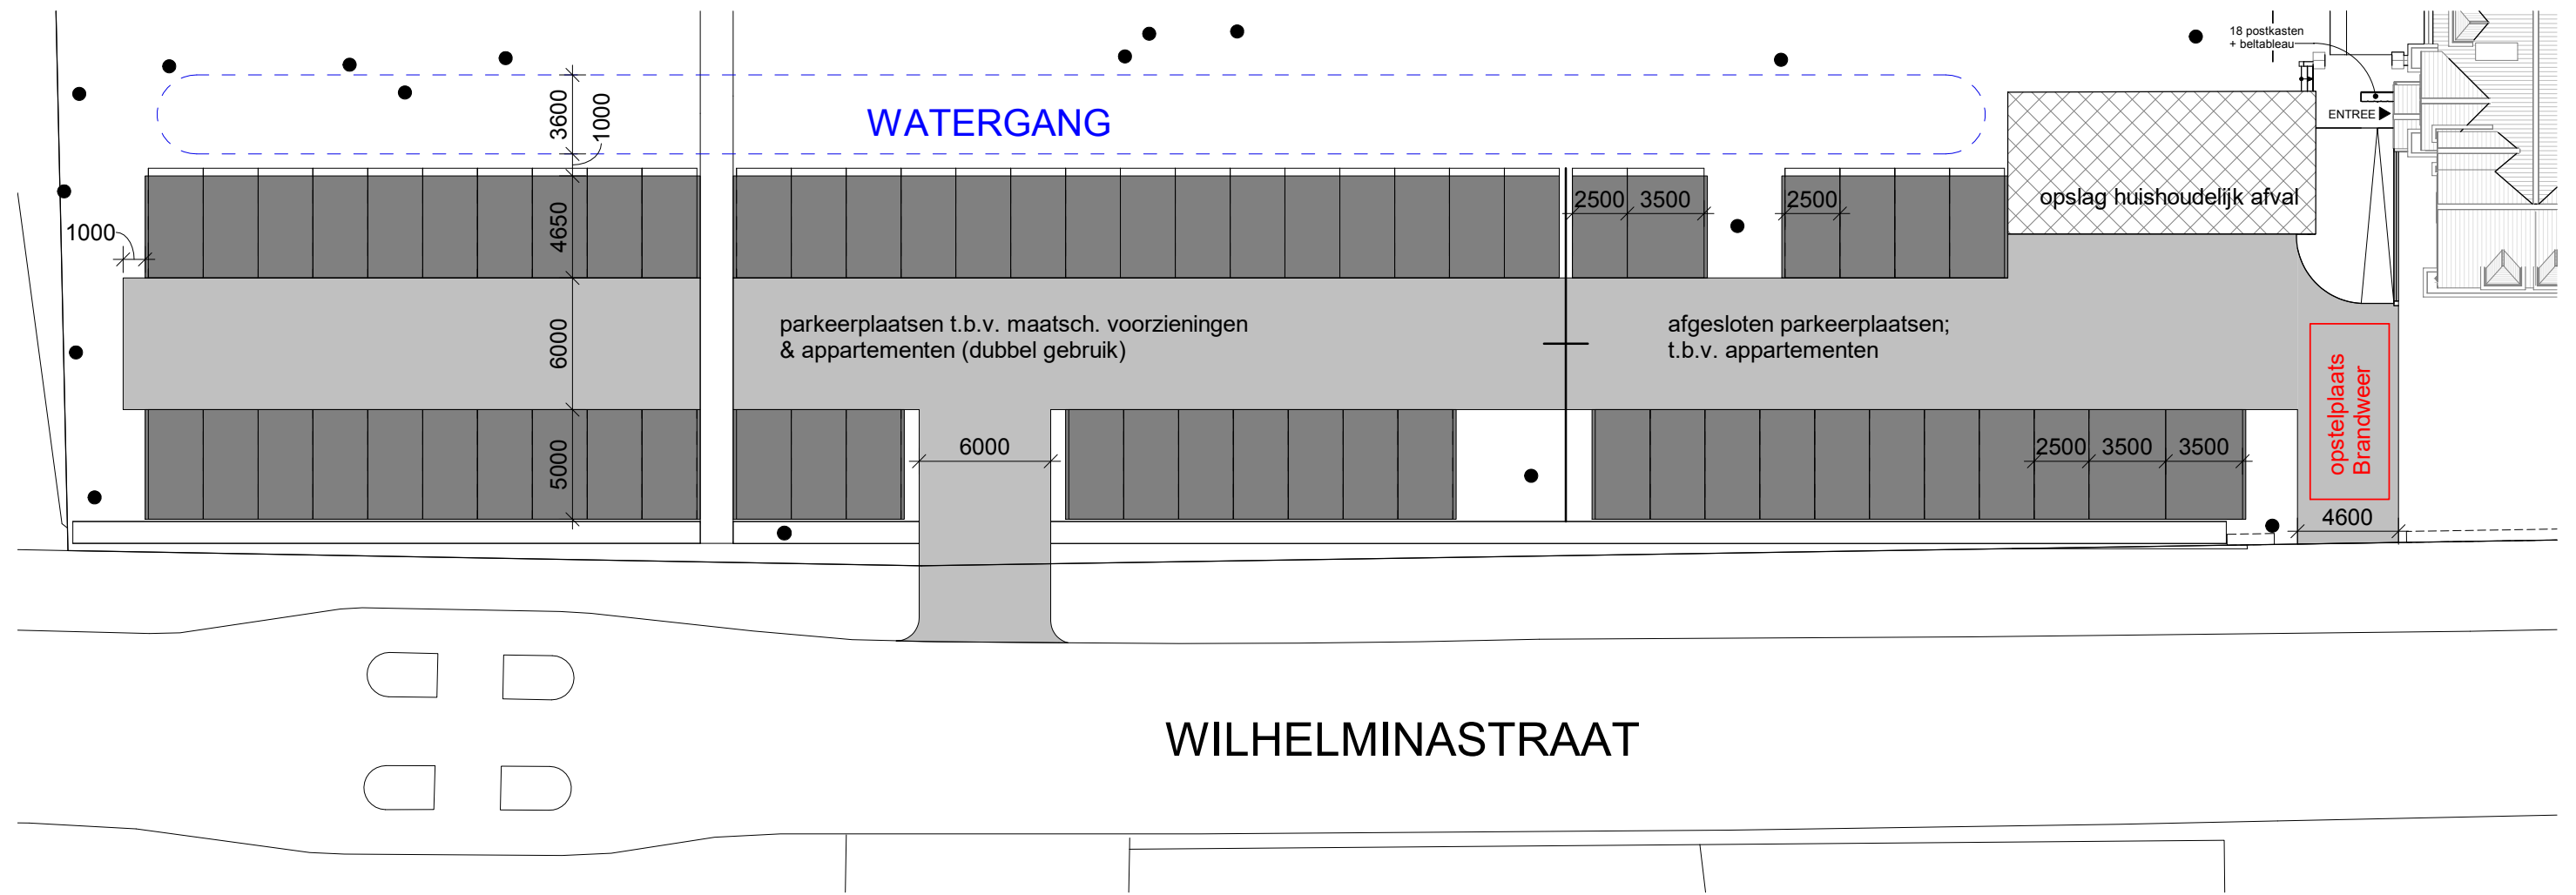 18 postkasten
+ beltableau
ENTREE
3600
1000
WATERGANG
opslag huishoudelijk afval
2500
3500
2500
4650
1000
6000
parkeerplaatsen t.b.v. maatsch. voorzieningen
& appartementen (dubbel gebruik)
afgesloten parkeerplaatsen;
t.b.v. appartementen
opstelplaats
Brandweer
5000
6000
2500
3500
3500
4600
WILHELMINASTRAAT